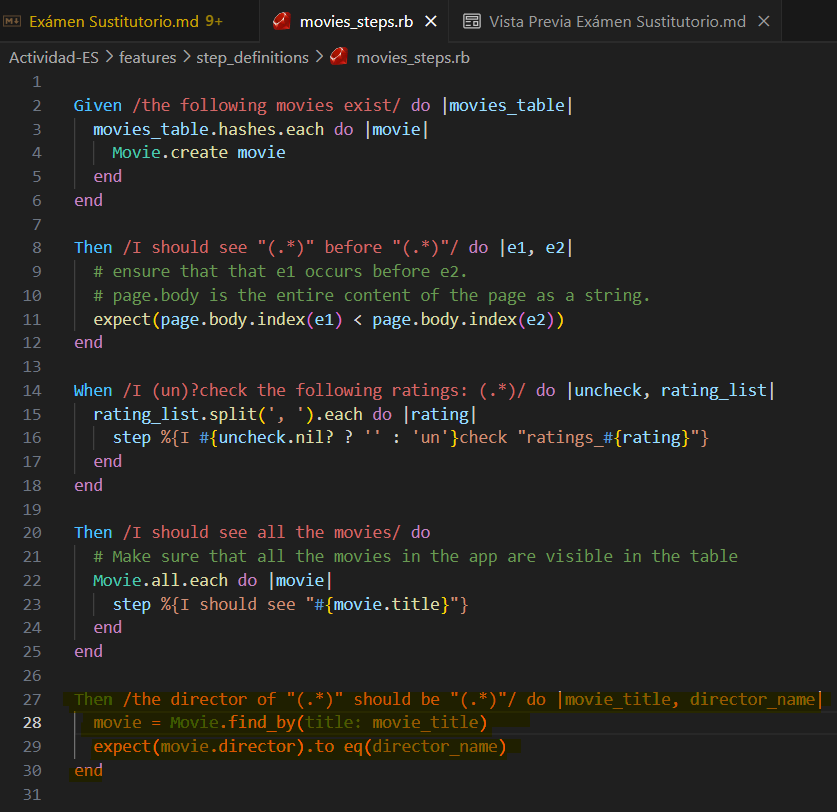 Exámen Sustitutorio.md 9+ movies_steps.rb Vista Previa Exámen Sustitutorio.md
Actividad-ES > features > step_definitions > movies_steps.rb
1
2 Given /the following movies exist/ do |movies_table|
3 movies_table.hashes.each do |movie|
4 Movie.create movie
5 end
6 end
7
8 Then /I should see "(.*)" before "(.*)"/ do |e1, e2|
9 # ensure that that e1 occurs before e2.
10 # page.body is the entire content of the page as a string.
11 expect(page.body.index(e1) < page.body.index(e2))
12 end
13
14 When /I (un)?check the following ratings: (.*)/ do |uncheck, rating_list|
15 rating_list.split(', ').each do |rating|
16 step %{I #{uncheck.nil? ? '' : 'un'}check "ratings_#{rating}"}
17 end
18 end
19
20 Then /I should see all the movies/ do
21 # Make sure that all the movies in the app are visible in the table
22 Movie.all.each do |movie|
23 step %{I should see "#{movie.title}"}
24 end
25 end
26
27 Then /the director of "(.*)" should be "(.*)"/ do |movie_title, director_name|
28 movie = Movie.find_by(title: movie_title)
29 expect(movie.director).to eq(director_name)
30 end
31